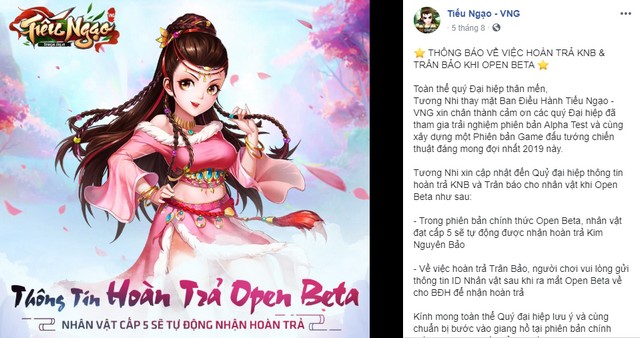 Tiếu Ngạo
Thông Tin Hoàn Trả Open Beta
NHÂN VẬT CẤP 5 SẼ TỰ ĐỘNG NHẬN HOÀN TRẢ
Tiếu Ngạo - VNG
5 tháng 8
THÔNG BÁO VỀ VIỆC HOÀN TRẢ KNB &
TRÂN BẢO KHI OPEN BETA
Toàn thể quý Đại hiệp thân mến,
Tương Nhi thay mặt Ban Điều Hành Tiếu Ngạo -
VNG xin chân thành cảm ơn các quý Đại hiệp đã
tham gia trải nghiệm phiên bản Alpha Test và cùng
xây dựng một Phiên bản Game đấu tướng chiến
thuật đáng mong đợi nhất 2019 này.
Tương Nhi xin cập nhật đến Quý đại hiệp thông tin
hoàn trả KNB và Trân báo cho nhân vật khi Open
Beta như sau:
- Trong phiên bản chính thức Open Beta, nhân vật
đạt cấp 5 sẽ tự động được nhận hoàn trả Kim
Nguyên Bảo
- Về việc hoàn trả Trân Bảo, người chơi vui lòng gửi
thông tin ID Nhân vật sau khi ra mắt Open Beta về
cho BĐH để nhận hoàn trả
Kính mong toàn thể Quý đại hiệp lưu ý và cùng
chuẩn bị bước vào giang hồ tại phiên bản chính